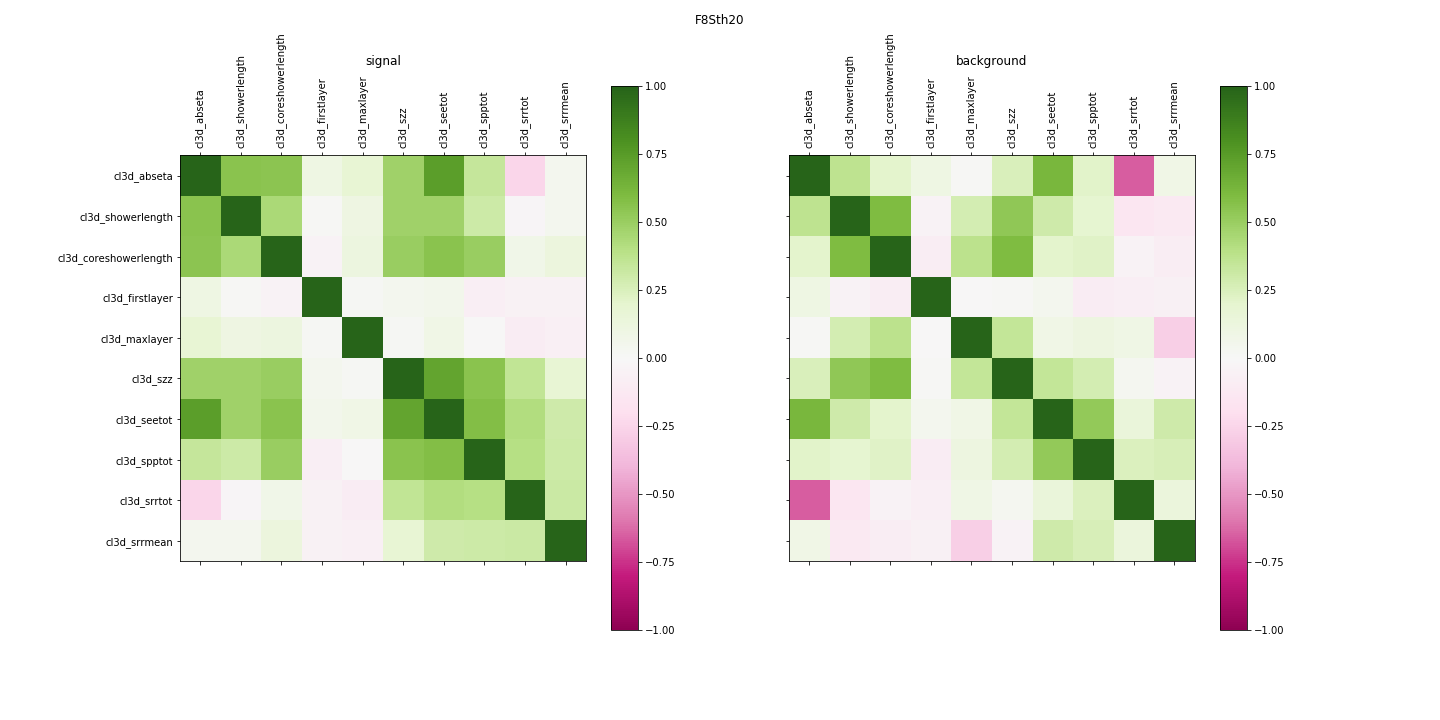 F8Sth20
signal
cl3d_abseta
cl3d_showerlength
cl3d_coreshowerlength
cl3d_firstlayer
cl3d_maxlayer
cl3d_szz
cl3d_seetot
cl3d_spptot
cl3d_srrtot
cl3d_srrmean
cl3d_abseta
cl3d_showerlength
cl3d_coreshowerlength
cl3d_firstlayer
cl3d_maxlayer
cl3d_szz
cl3d_seetot
cl3d_spptot
cl3d_srrtot
cl3d_srrmean
1.00
0.75
0.50
0.25
0.00
−0.25
−0.50
−0.75
−1.00
background
cl3d_abseta
cl3d_showerlength
cl3d_coreshowerlength
cl3d_firstlayer
cl3d_maxlayer
cl3d_szz
cl3d_seetot
cl3d_spptot
cl3d_srrtot
cl3d_srrmean
1.00
0.75
0.50
0.25
0.00
−0.25
−0.50
−0.75
−1.00